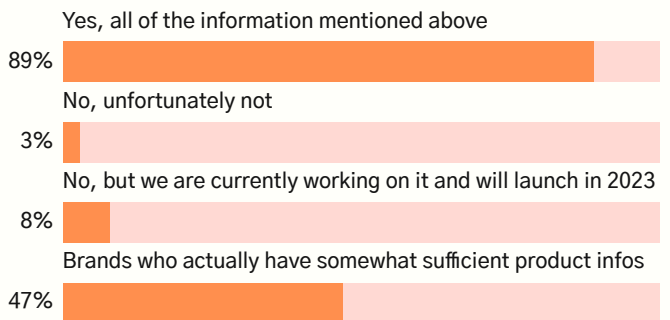 Yes, all of the information mentioned above
89%
No, unfortunately not
3%
No, but we are currently working on it and will launch in 2023
8%
Brands who actually have somewhat sufficient product infos
47%